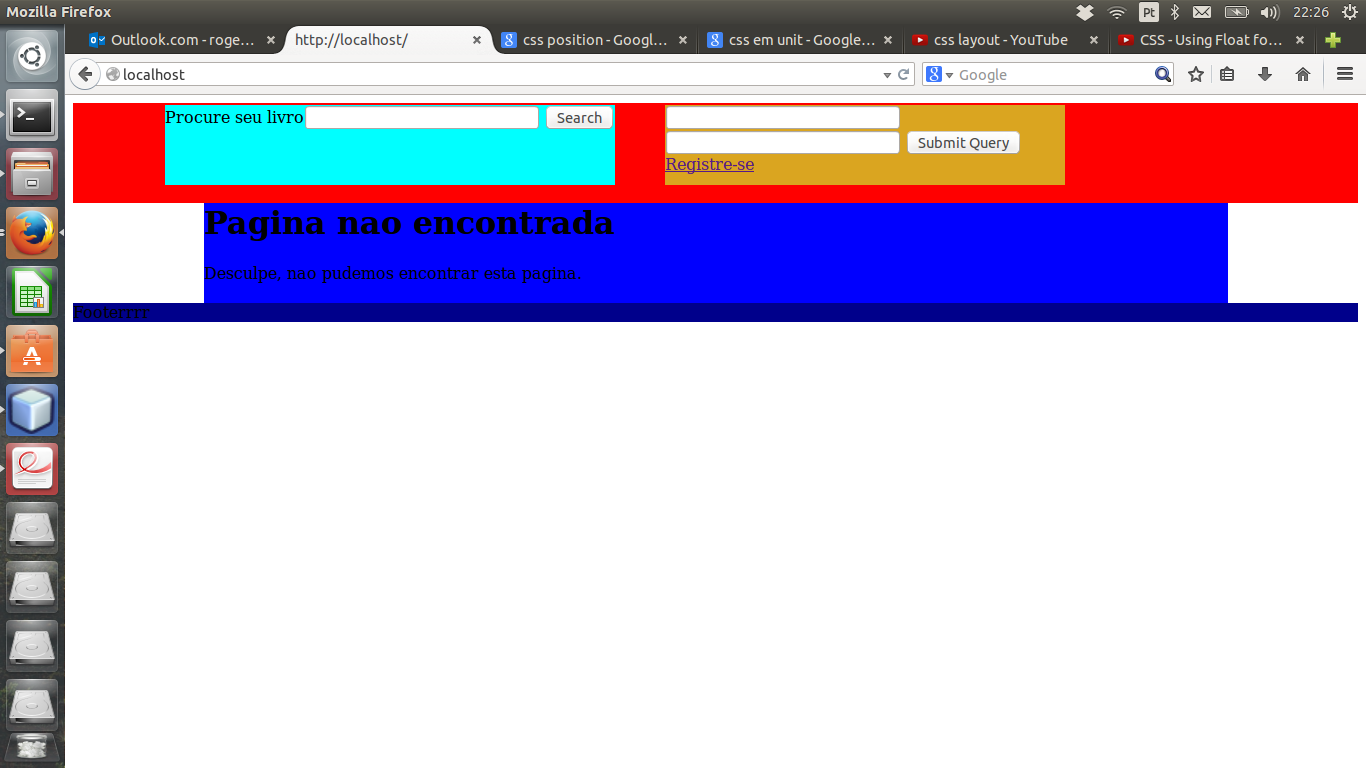 Mozilla Firefox
Pt
22:26
Outlook.com - roge...
http://localhost/
css position - Googl...
css em unit - Google...
css layout - YouTube
CSS - Using Float fo...
localhost
Google
Procure seu livro
Search
Submit Query
Registre-se
Pagina nao encontrada
Desculpe, nao pudemos encontrar esta pagina.
Footerrrr